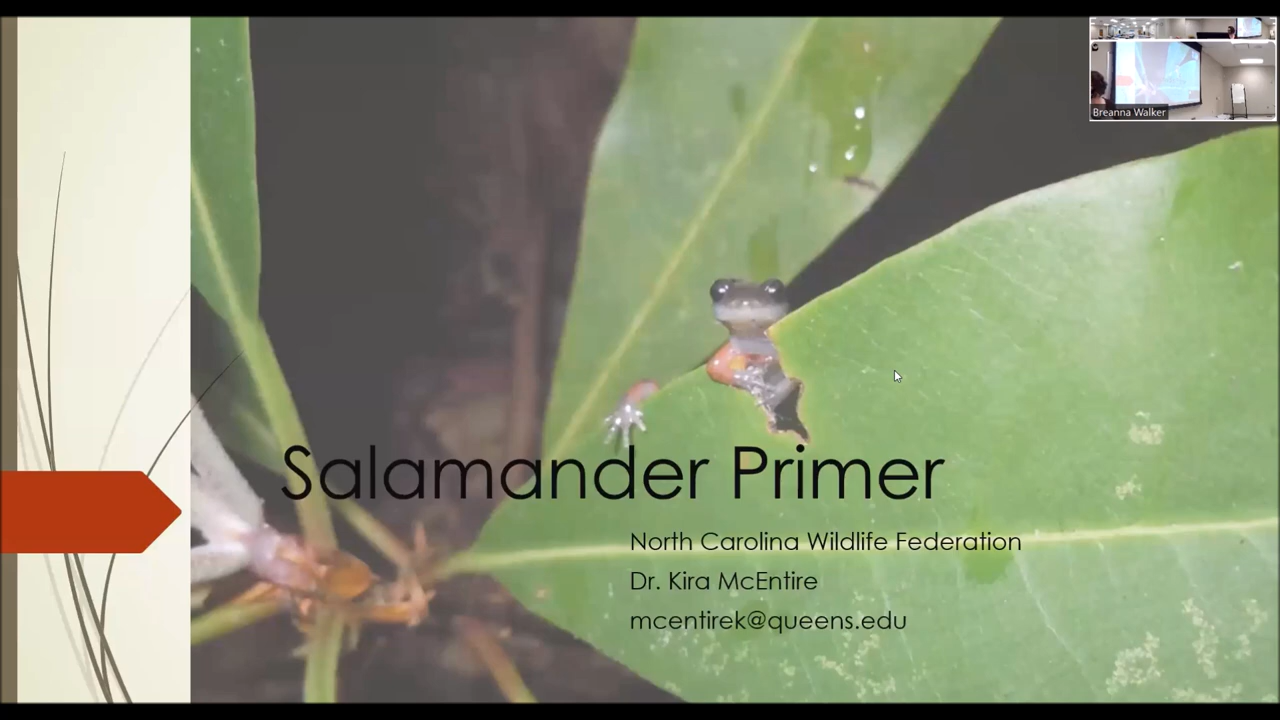 Breanna Walker
Salamander Primer
North Carolina Wildlife Federation
Dr. Kira McEntire
mcentirek@queens.edu